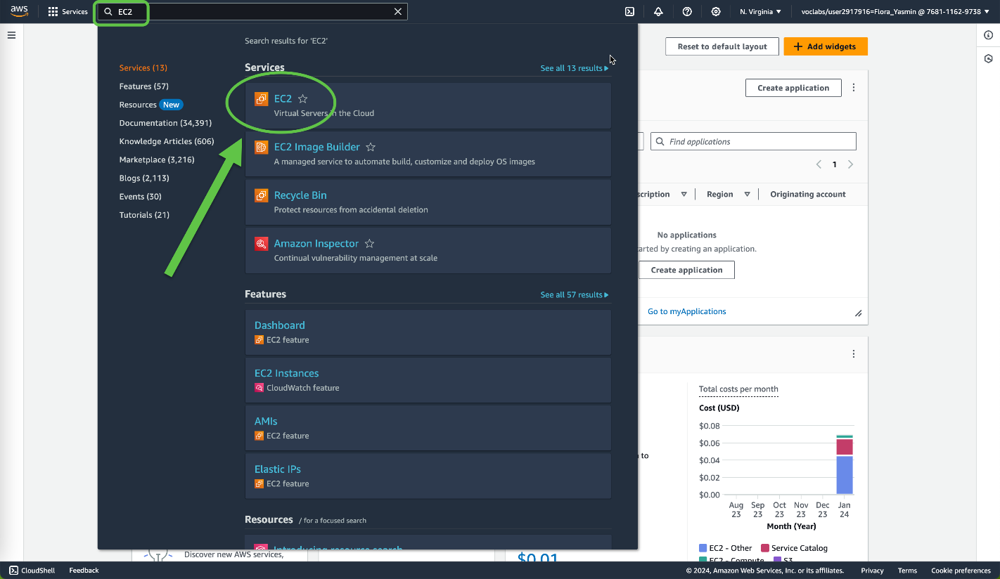 aws
Services
EC2
N. Virginia
voclabs/user2917916=Flora_Yasmin @ 7681-1162-9738
Search results for 'EC2'
Services (13)
Features (57)
Resources New
Documentation (34,391)
Knowledge Articles (606)
Marketplace (3,216)
Blogs (2,113)
Events (30)
Tutorials (21)
Services
See all 13 results
EC2
Virtual Servers in the Cloud
EC2 Image Builder
A managed service to automate build, customize and deploy OS images
Recycle Bin
Protect resources from accidental deletion
Amazon Inspector
Continual vulnerability management at scale
Features
See all 57 results
Dashboard
EC2 feature
EC2 Instances
CloudWatch feature
AMIs
EC2 feature
Elastic IPs
EC2 feature
Resources / for a focused search
Introducing resource search
Reset to default layout
+ Add widgets
Create application
Find applications
1
scription
Region
Originating account
No applications
tarted by creating an application.
Create application
Go to myApplications
to
Total costs per month
Cost (USD)
$0.08
$0.06
$0.04
$0.02
$0.00
Aug Sep Oct Nov Dec Jan
23 23 23 23 23 24
Month (Year)
EC2 - Other Service Catalog
EC2 - Compute S3
Discover new AWS services,
$0.01
CloudShell Feedback
© 2024, Amazon Web Services, Inc. or its affiliates. Privacy Terms Cookie preferences